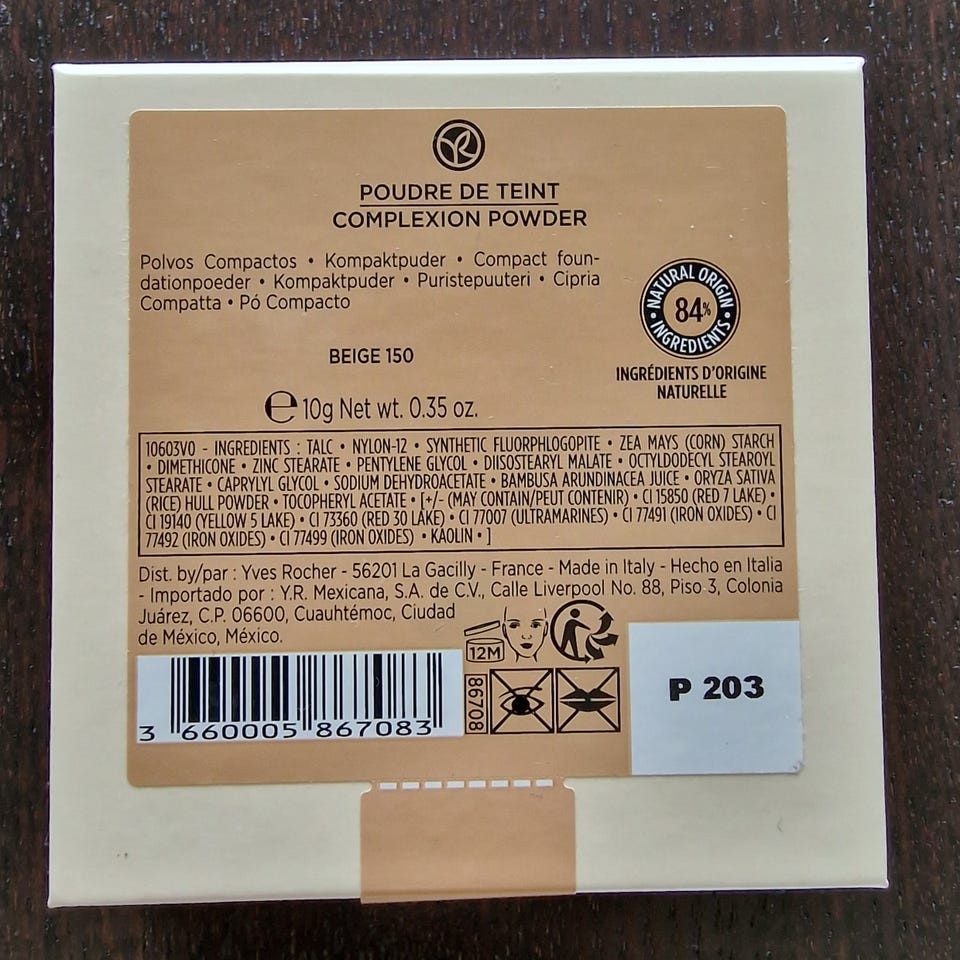 POUDRE DE TEINT
COMPLEXION POWDER
Polvos Compactos • Kompaktpuder • Compact foun-
dationpoeder • Kompaktpuder • Puristepuuteri • Cipria
Compatta • Pó Compacto
NATURAL ORIGIN
84%
• INGREDIENTS •
INGRÉDIENTS D'ORIGINE
NATURELLE
BEIGE 150
℮ 10g Net wt. 0.35 oz.
10603V0 - INGREDIENTS : TALC • NYLON-12 • SYNTHETIC FLUORPHLOGOPITE • ZEA MAYS (CORN) STARCH
• DIMETHICONE • ZINC STEARATE • PENTYLENE GLYCOL • DIISOSTEARYL MALATE • OCTYLDODECYL STEAROYL
STEARATE • CAPRYLYL GLYCOL • SODIUM DEHYDROACETATE • BAMBUSA ARUNDINACEA JUICE • ORYZA SATIVA
(RICE) HULL POWDER • TOCOPHERYL ACETATE • [+/- (MAY CONTAIN/PEUT CONTENIR) • CI 15850 (RED 7 LAKE) •
CI 19140 (YELLOW 5 LAKE) • CI 73360 (RED 30 LAKE) • CI 77007 (ULTRAMARINES) • CI 77491 (IRON OXIDES) • CI
77492 (IRON OXIDES) • CI 77499 (IRON OXIDES) • KAOLIN • ]
Dist. by/par : Yves Rocher - 56201 La Gacilly - France - Made in Italy - Hecho en Italia
- Importado por : Y.R. Mexicana, S.A. de C.V., Calle Liverpool No. 88, Piso 3, Colonia
Juárez, C.P. 06600, Cuauhtémoc, Ciudad
de México, México.
12M
86708
P 203
3 660005 867083